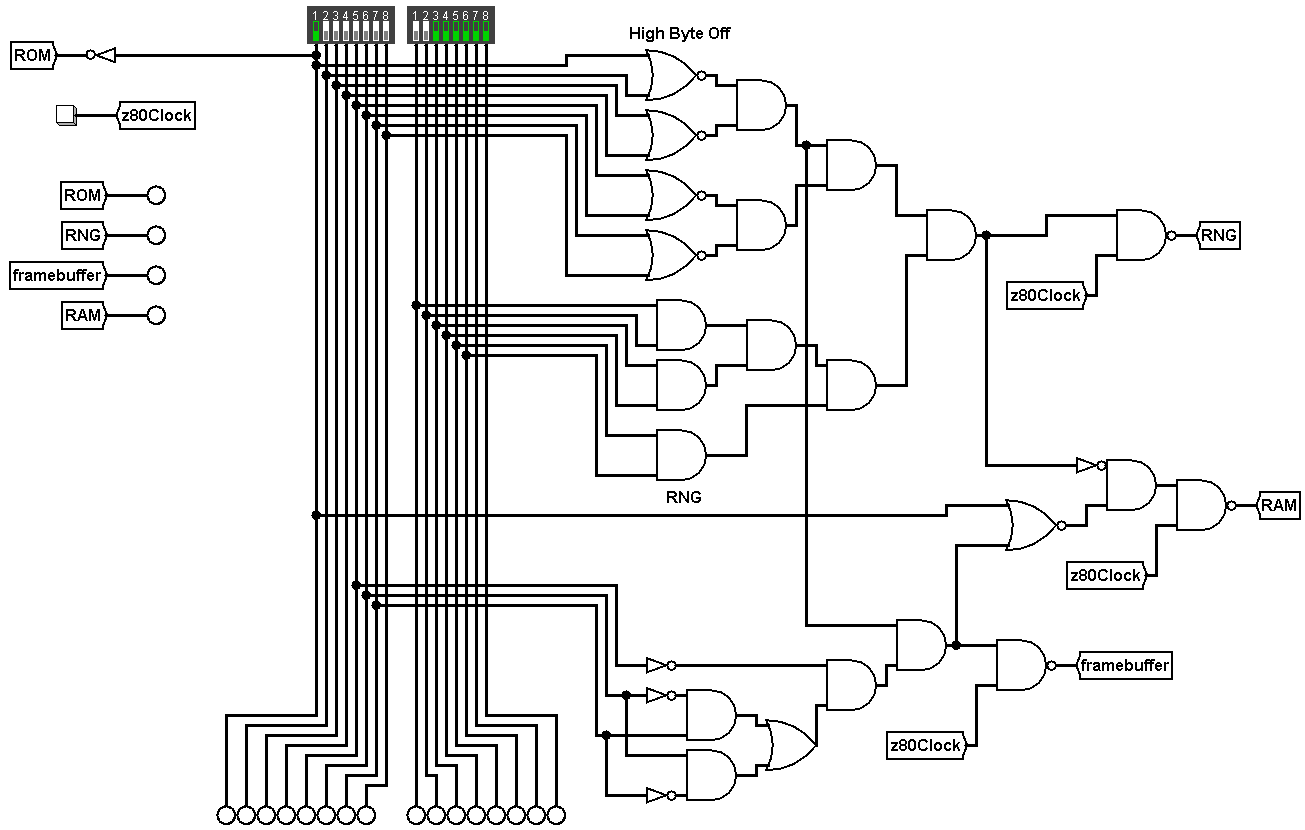 1 2 3 4 5 6 7 8
1 2 3 4 5 6 7 8
High Byte Off
ROM
z80Clock
ROM
RNG
RNG
framebuffer
z80Clock
RAM
RNG
RAM
z80Clock
framebuffer
z80Clock